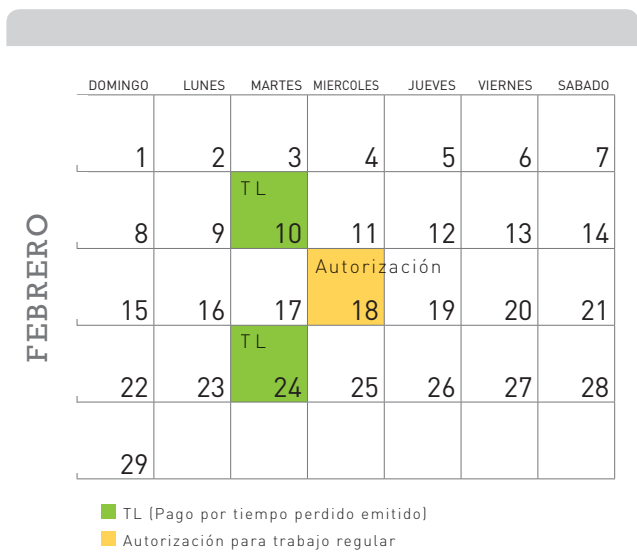 DOMINGO LUNES MARTES MIERCOLES JUEVES VIERNES SABADO
1 2 3 4 5 6 7
TL
8 9 10 11 12 13 14
Autorización
15 16 17 18 19 20 21
TL
22 23 24 25 26 27 28
29
FEBRERO
TL (Pago por tiempo perdido emitido)
Autorización para trabajo regular